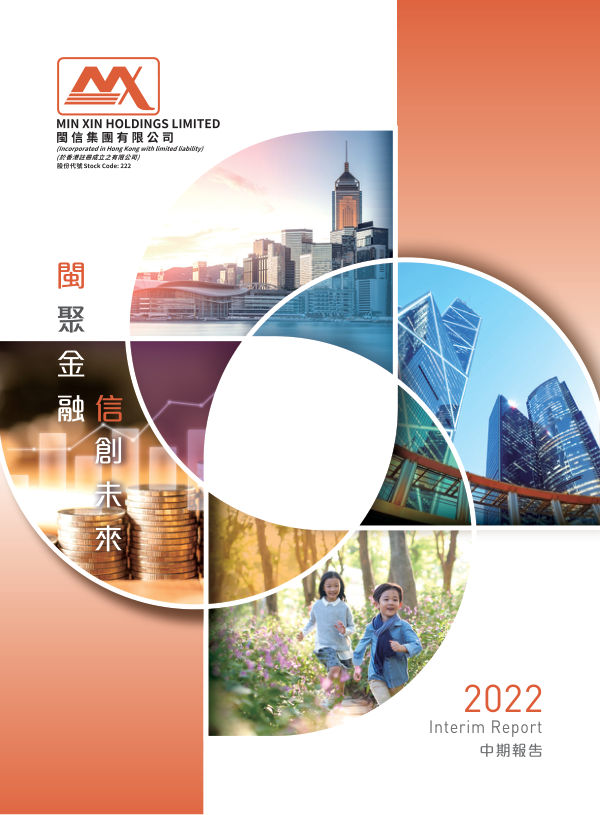 MX
MIN XIN HOLDINGS LIMITED
閩信集團有限公司
(Incorporated in Hong Kong with limited liability)
(於香港註冊成立之有限公司)
股份代號 Stock Code: 222
閩聚金融
信創未來
2022
Interim Report
中期報告